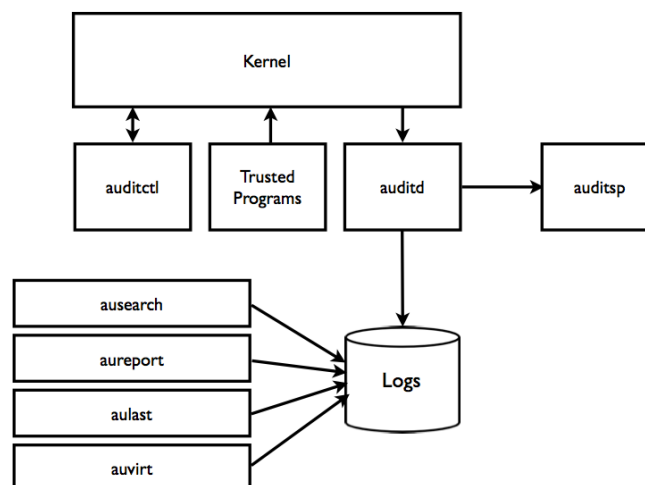 Kernel
auditctl
Trusted
Programs
auditd
auditsp
ausearch
aureport
aulast
auvirt
Logs